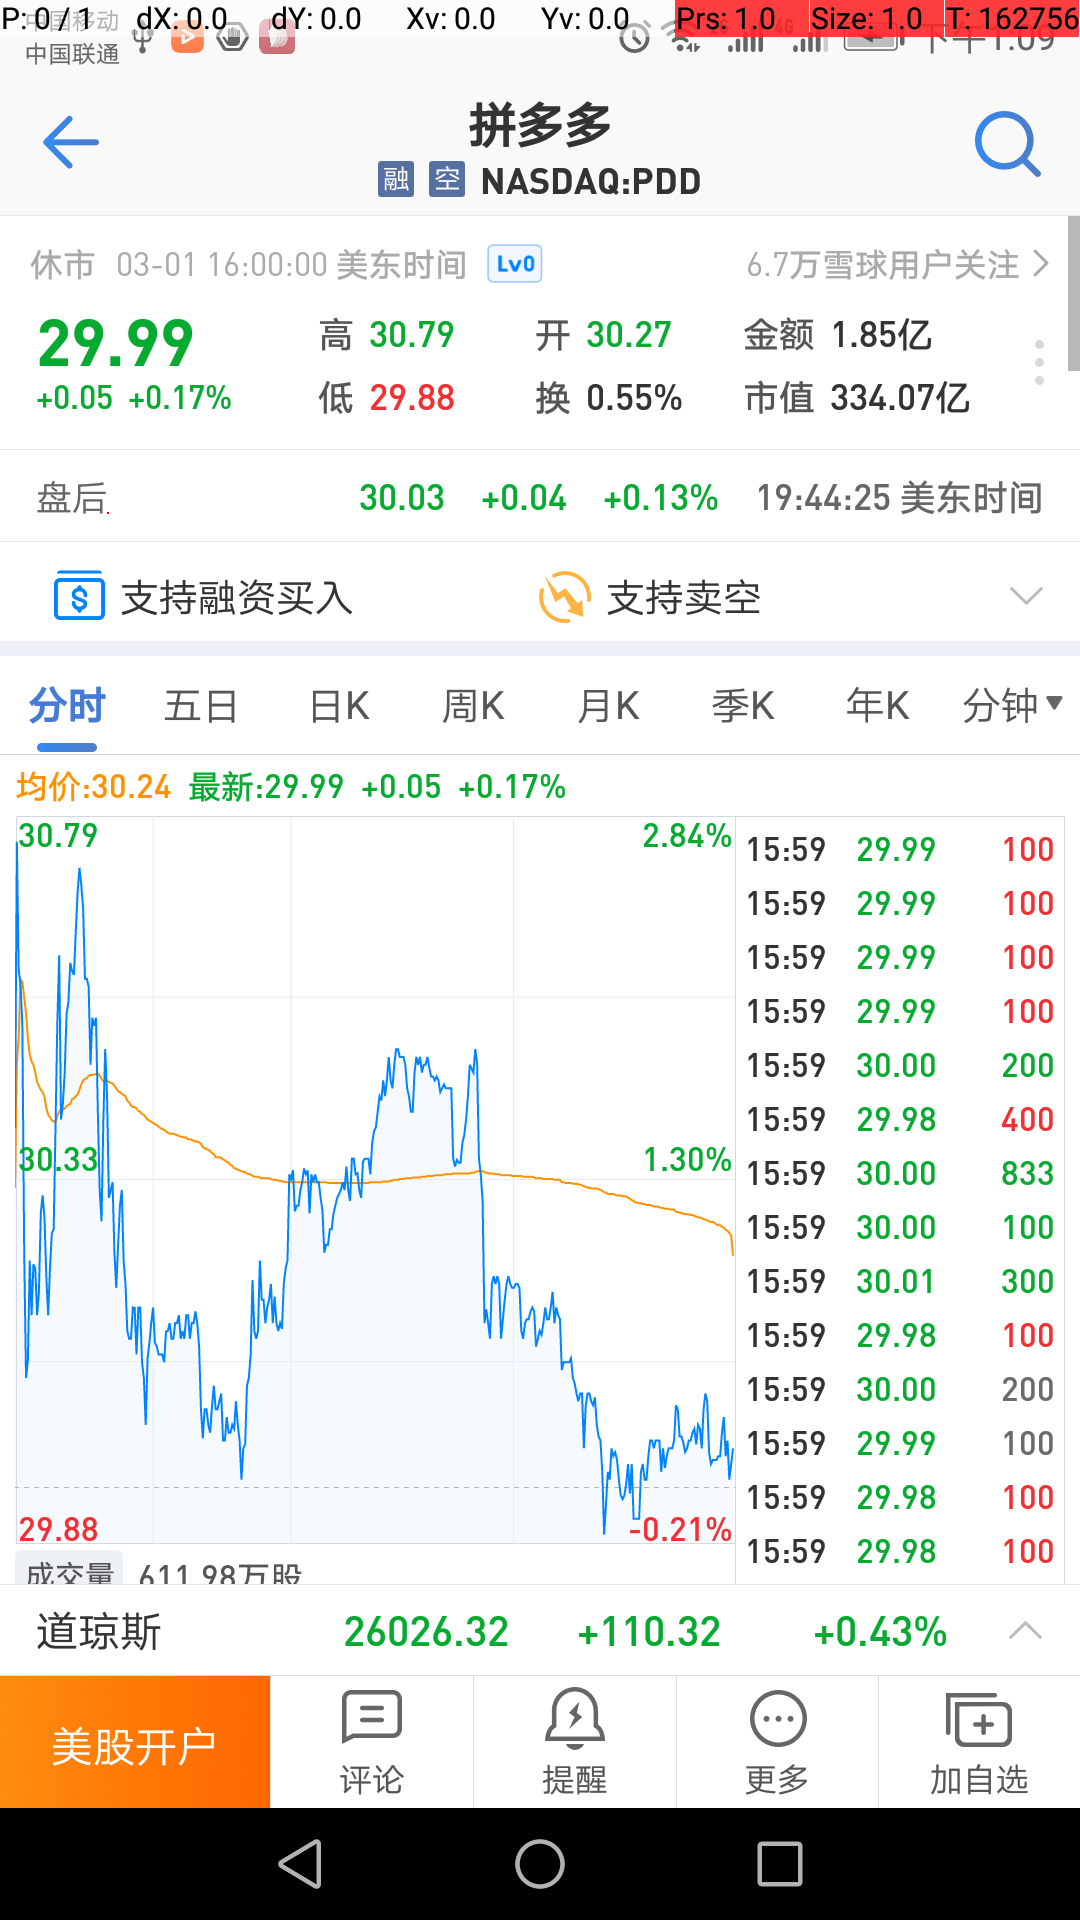 P: 0 / 1 dX: 0.0 dY: 0.0 Xv: 0.0 Yv: 0.0 Prs: 1.0 Size: 1.0 T: 162756
中国移动
中国联通 4G 下午1:09
拼多多
融 空 NASDAQ:PDD
休市 03-01 16:00:00 美东时间 Lv0 6.7万雪球用户关注
29.99 高 30.79 开 30.27 金额 1.85亿
+0.05 +0.17% 低 29.88 换 0.55% 市值 334.07亿
盘后 30.03 +0.04 +0.13% 19:44:25 美东时间
支持融资买入 支持卖空
分时 五日 日K 周K 月K 季K 年K 分钟
均价:30.24 最新:29.99 +0.05 +0.17%
30.79 2.84%
30.33 1.30%
29.88 -0.21%
15:59 29.99 100
15:59 29.99 100
15:59 29.99 100
15:59 29.99 100
15:59 30.00 200
15:59 29.98 400
15:59 30.00 833
15:59 30.00 100
15:59 30.01 300
15:59 29.98 100
15:59 30.00 200
15:59 29.99 100
15:59 29.98 100
15:59 29.98 100
成交量 611.98万股
道琼斯 26026.32 +110.32 +0.43%
美股开户 评论 提醒 更多 加自选